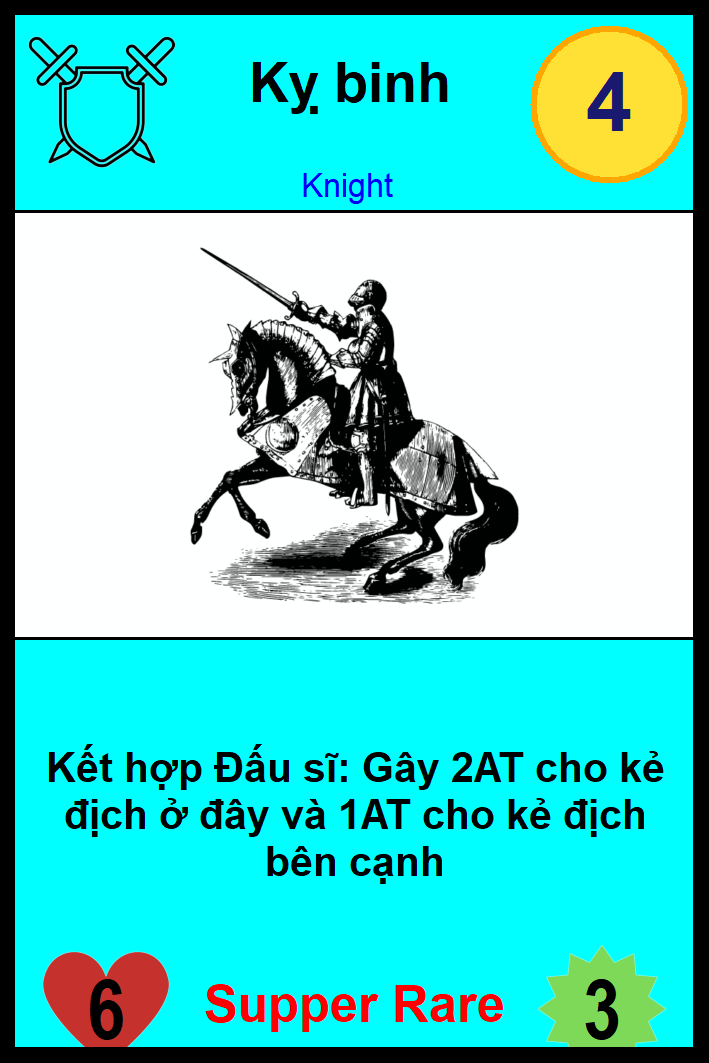 Kỵ binh
4
Knight
Kết hợp Đấu sĩ: Gây 2AT cho kẻ
địch ở đây và 1AT cho kẻ địch
bên cạnh
6
Supper Rare
3